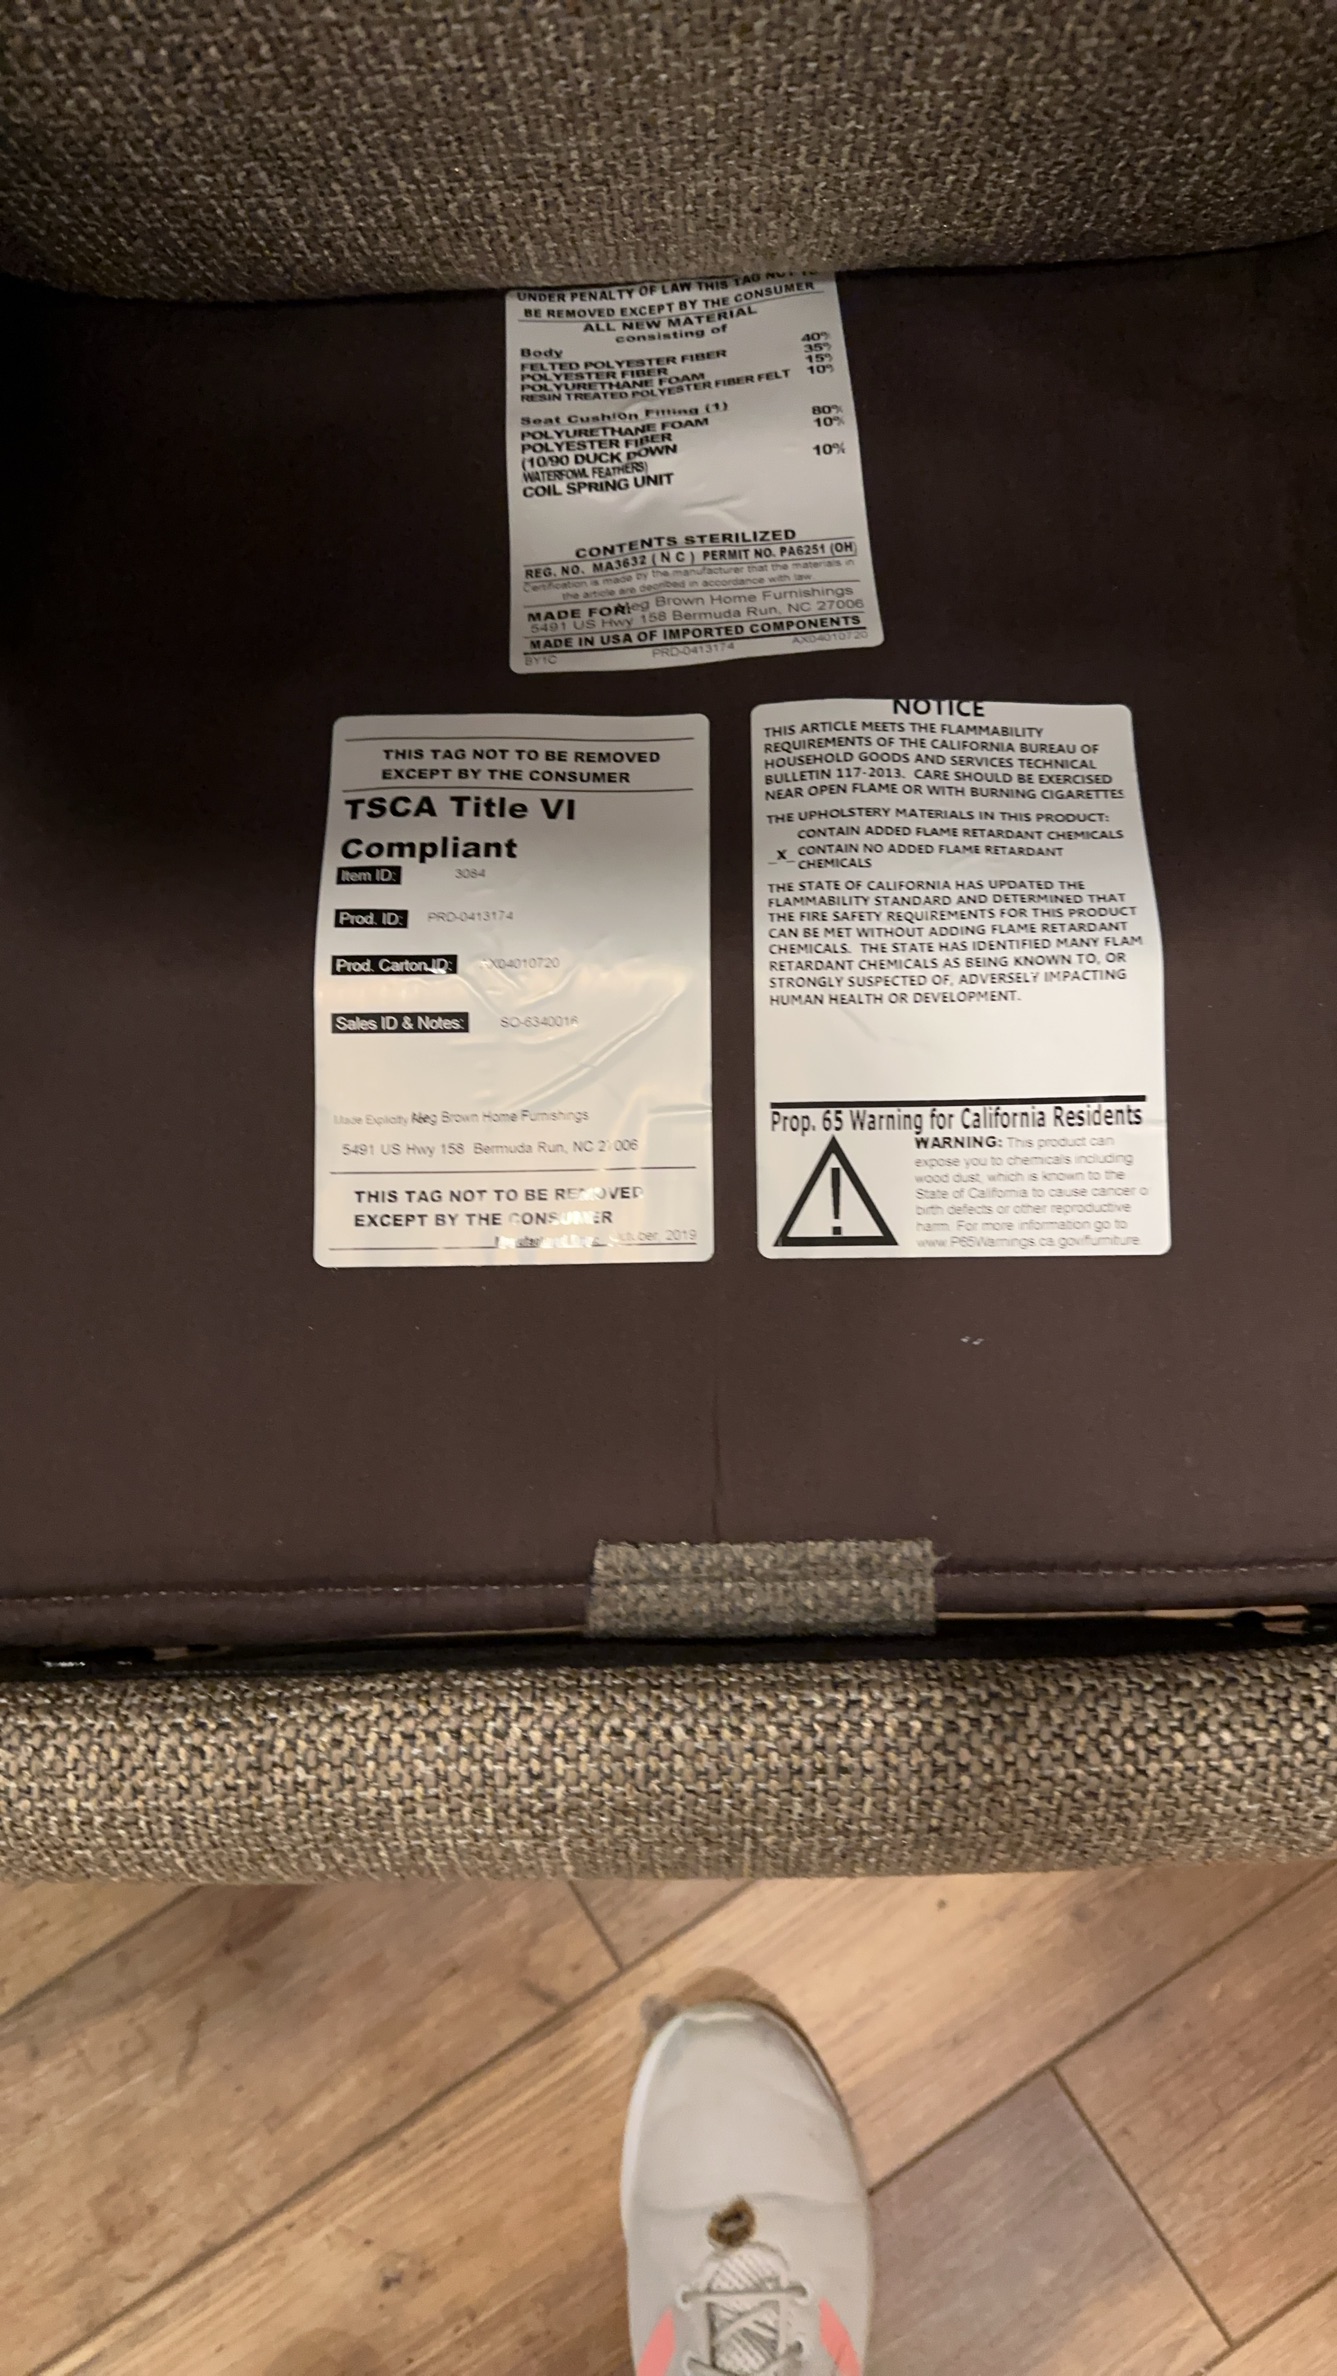 UNDER PENALTY OF LAW THIS TAG NOT TO
BE REMOVED EXCEPT BY THE CONSUMER
ALL NEW MATERIAL
consisting of
Body
FELTED POLYESTER FIBER 40%
POLYESTER FIBER 35%
POLYURETHANE FOAM 15%
RESIN TREATED POLYESTER FIBER FELT 10%
Seat Cushion Filling (1)
POLYURETHANE FOAM 80%
POLYESTER FIBER 10%
(10/90 DUCK DOWN
WATERFOWL FEATHERS) 10%
COIL SPRING UNIT
CONTENTS STERILIZED
REG. NO. MA3632 ( N C ) PERMIT NO. PA6251 (OH)
Certification is made by the manufacturer that the materials in
the article are decribed in accordance with law.
MADE FOR: Meg Brown Home Furnishings
5491 US Hwy 158 Bermuda Run, NC 27006
MADE IN USA OF IMPORTED COMPONENTS
BY1C PRD-0413174 AX04010720
THIS TAG NOT TO BE REMOVED
EXCEPT BY THE CONSUMER
TSCA Title VI
Compliant
Item ID: 3084
Prod. ID: PRD-0413174
Prod. Carton ID: AX04010720
Sales ID & Notes: SO-6340016
Made Explicitly Meg Brown Home Furnishings
5491 US Hwy 158 Bermuda Run, NC 27006
THIS TAG NOT TO BE REMOVED
EXCEPT BY THE CONSUMER
October, 2019
NOTICE
THIS ARTICLE MEETS THE FLAMMABILITY
REQUIREMENTS OF THE CALIFORNIA BUREAU OF
HOUSEHOLD GOODS AND SERVICES TECHNICAL
BULLETIN 117-2013. CARE SHOULD BE EXERCISED
NEAR OPEN FLAME OR WITH BURNING CIGARETTES
THE UPHOLSTERY MATERIALS IN THIS PRODUCT:
CONTAIN ADDED FLAME RETARDANT CHEMICALS
_X_ CONTAIN NO ADDED FLAME RETARDANT
CHEMICALS
THE STATE OF CALIFORNIA HAS UPDATED THE
FLAMMABILITY STANDARD AND DETERMINED THAT
THE FIRE SAFETY REQUIREMENTS FOR THIS PRODUCT
CAN BE MET WITHOUT ADDING FLAME RETARDANT
CHEMICALS. THE STATE HAS IDENTIFIED MANY FLAM
RETARDANT CHEMICALS AS BEING KNOWN TO, OR
STRONGLY SUSPECTED OF, ADVERSELY IMPACTING
HUMAN HEALTH OR DEVELOPMENT.
Prop. 65 Warning for California Residents
WARNING: This product can
expose you to chemicals including
wood dust, which is known to the
State of California to cause cancer o
birth defects or other reproductive
harm. For more information go to
www.P65Warnings.ca.gov/furniture.